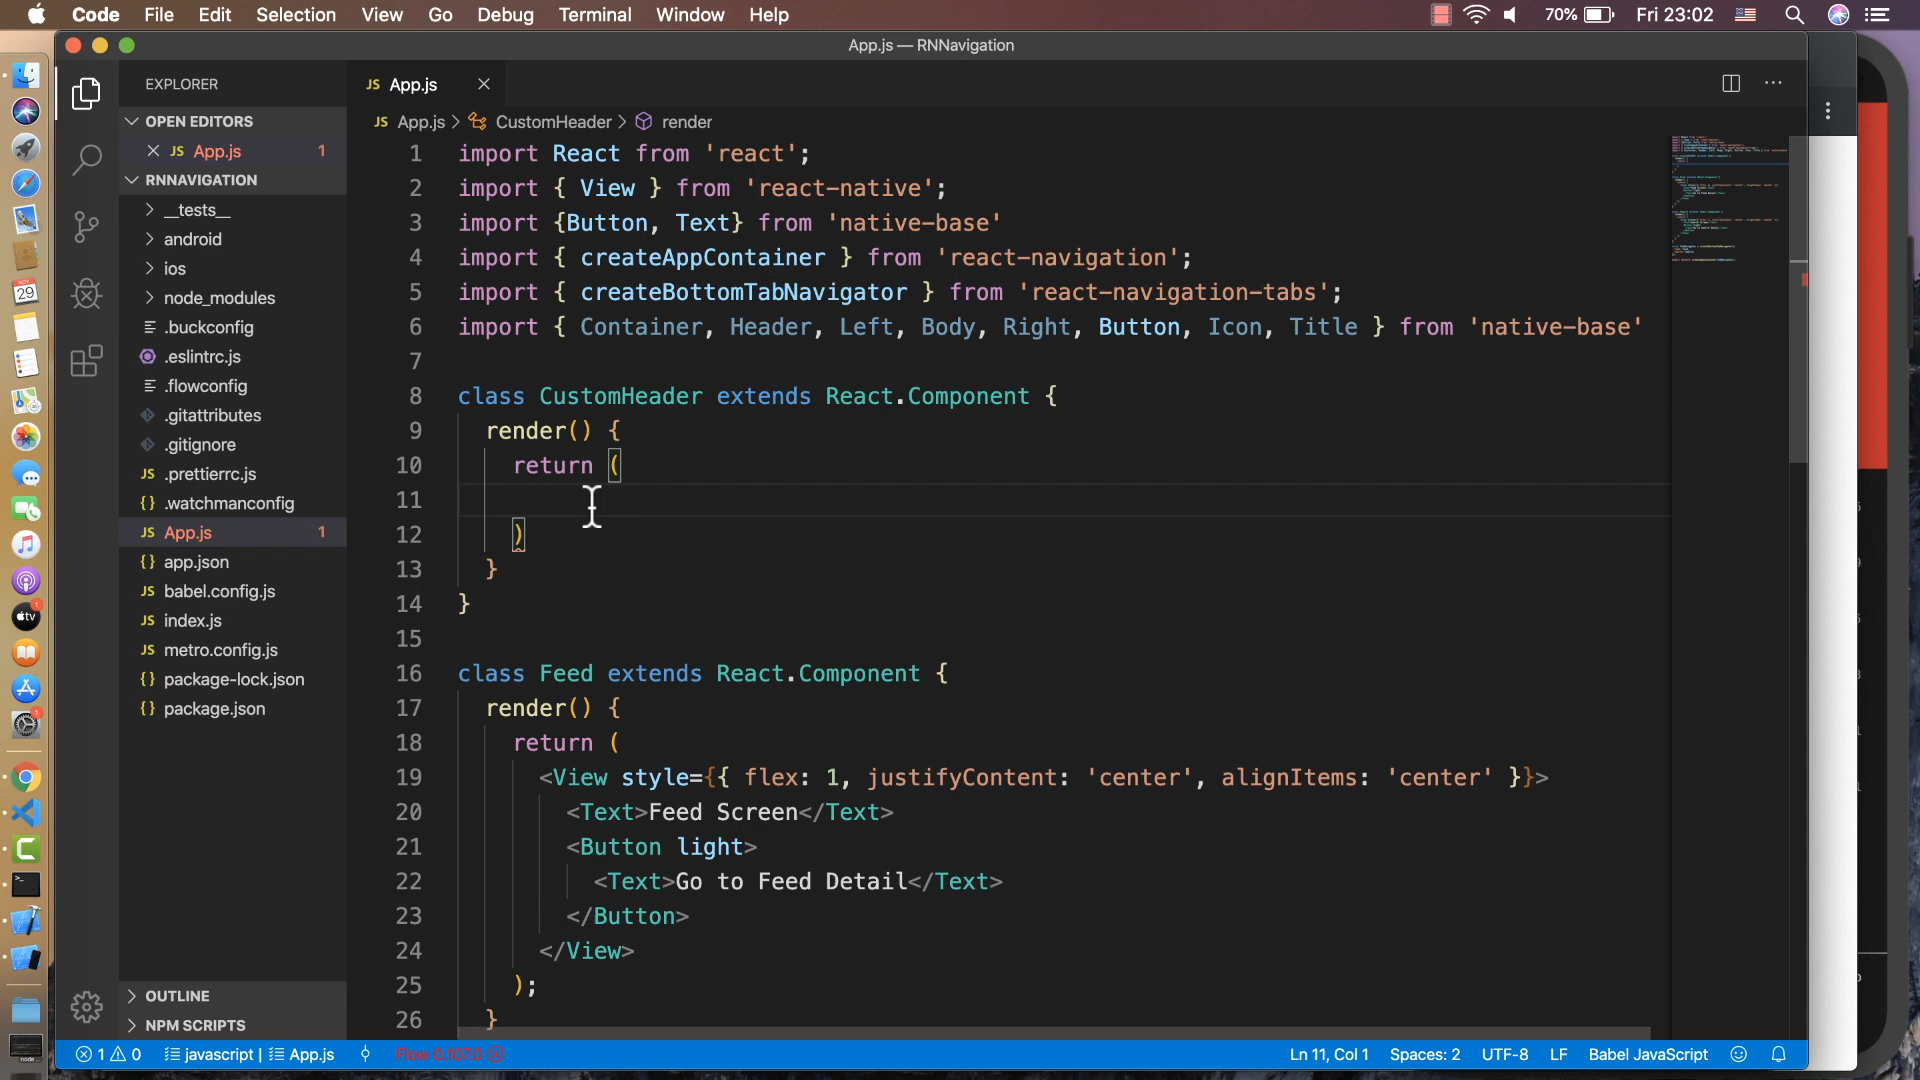 Code File Edit Selection View Go Debug Terminal Window Help 70% Fri 23:02
App.js — RNNavigation
EXPLORER
JS App.js
OPEN EDITORS
JS App.js 1
RNNAVIGATION
__tests__
android
ios
node_modules
.buckconfig
.eslintrc.js
.flowconfig
.gitattributes
.gitignore
JS .prettierrc.js
{} .watchmanconfig
JS App.js 1
{} app.json
JS babel.config.js
JS index.js
JS metro.config.js
{} package-lock.json
{} package.json
OUTLINE
NPM SCRIPTS
JS App.js > CustomHeader > render
1 import React from 'react';
2 import { View } from 'react-native';
3 import {Button, Text} from 'native-base'
4 import { createAppContainer } from 'react-navigation';
5 import { createBottomTabNavigator } from 'react-navigation-tabs';
6 import { Container, Header, Left, Body, Right, Button, Icon, Title } from 'native-base'
7
8 class CustomHeader extends React.Component {
9 render() {
10 return (
11
12 )
13 }
14 }
15
16 class Feed extends React.Component {
17 render() {
18 return (
19 <View style={{ flex: 1, justifyContent: 'center', alignItems: 'center' }}>
20 <Text>Feed Screen</Text>
21 <Button light>
22 <Text>Go to Feed Detail</Text>
23 </Button>
24 </View>
25 );
26 }
1 0 javascript | App.js Flow 0.107.0 Ln 11, Col 1 Spaces: 2 UTF-8 LF Babel JavaScript
29
tv